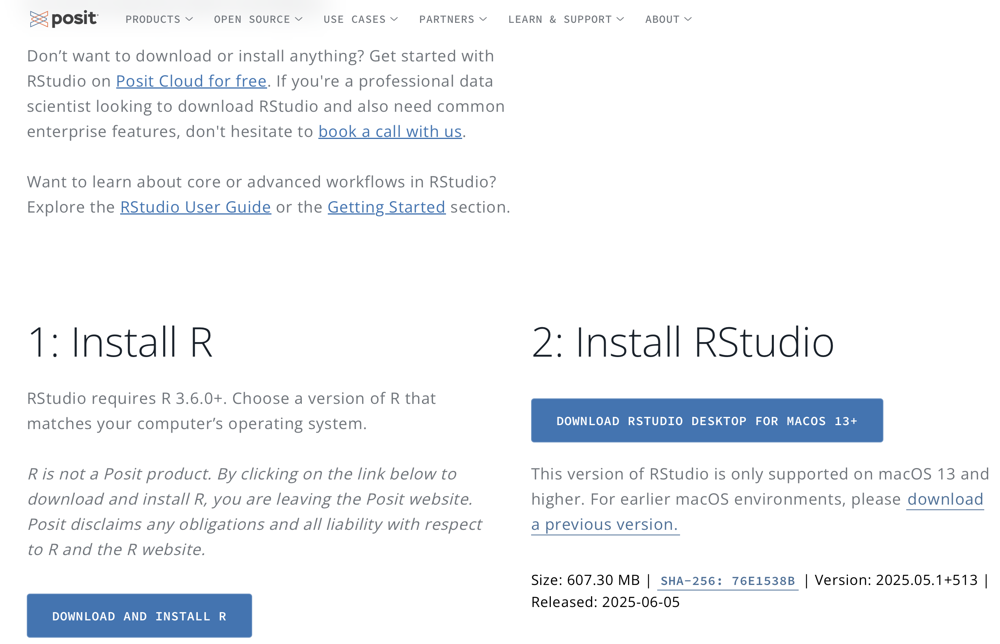 posit
PRODUCTS OPEN SOURCE USE CASES PARTNERS LEARN & SUPPORT ABOUT
Don’t want to download or install anything? Get started with
RStudio on Posit Cloud for free. If you're a professional data
scientist looking to download RStudio and also need common
enterprise features, don't hesitate to book a call with us.
Want to learn about core or advanced workflows in RStudio?
Explore the RStudio User Guide or the Getting Started section.
1: Install R
RStudio requires R 3.6.0+. Choose a version of R that
matches your computer’s operating system.
R is not a Posit product. By clicking on the link below to
download and install R, you are leaving the Posit website.
Posit disclaims any obligations and all liability with respect
to R and the R website.
DOWNLOAD AND INSTALL R
2: Install RStudio
DOWNLOAD RSTUDIO DESKTOP FOR MACOS 13+
This version of RStudio is only supported on macOS 13 and
higher. For earlier macOS environments, please download
a previous version.
Size: 607.30 MB | SHA-256: 76E1538B | Version: 2025.05.1+513 |
Released: 2025-06-05